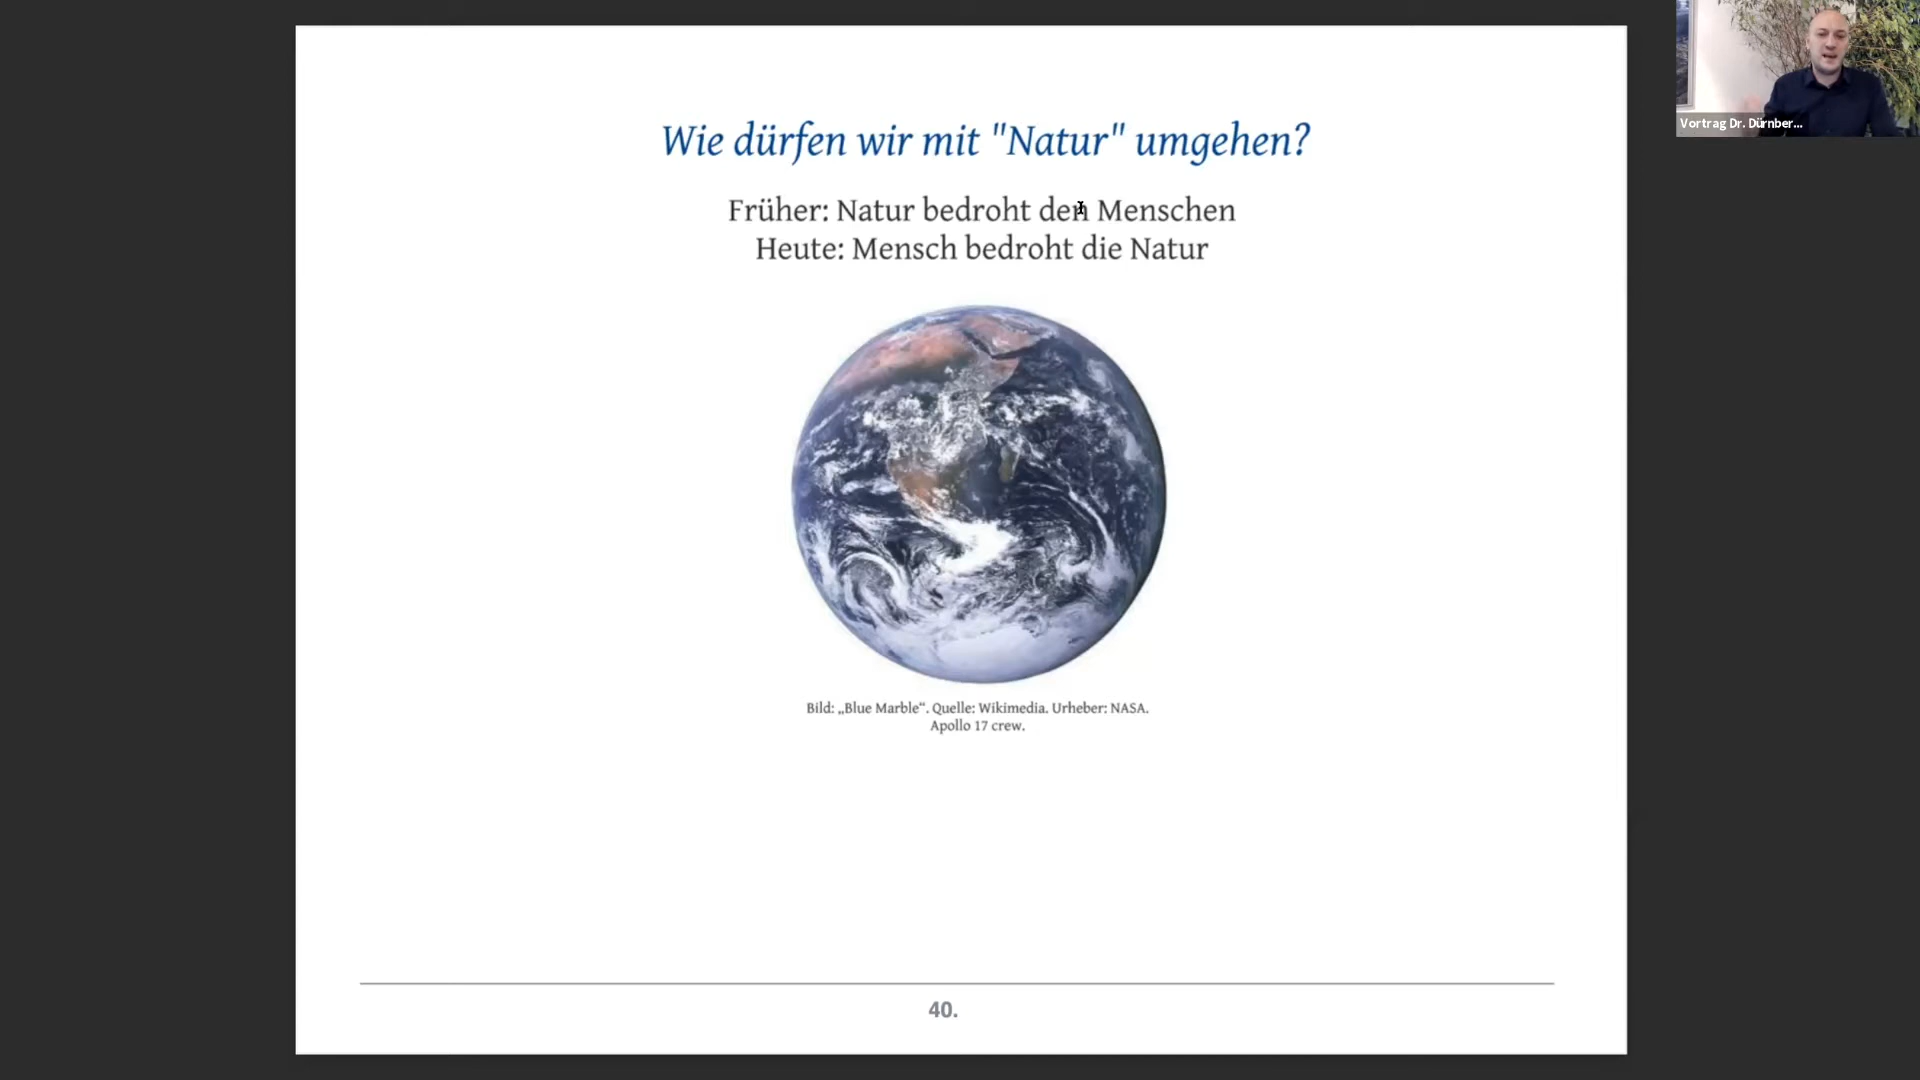 Wie dürfen wir mit "Natur" umgehen?
Früher: Natur bedroht den Menschen
Heute: Mensch bedroht die Natur
Bild: „Blue Marble“. Quelle: Wikimedia. Urheber: NASA.
Apollo 17 crew.
40.
Vortrag Dr. Dürnber...